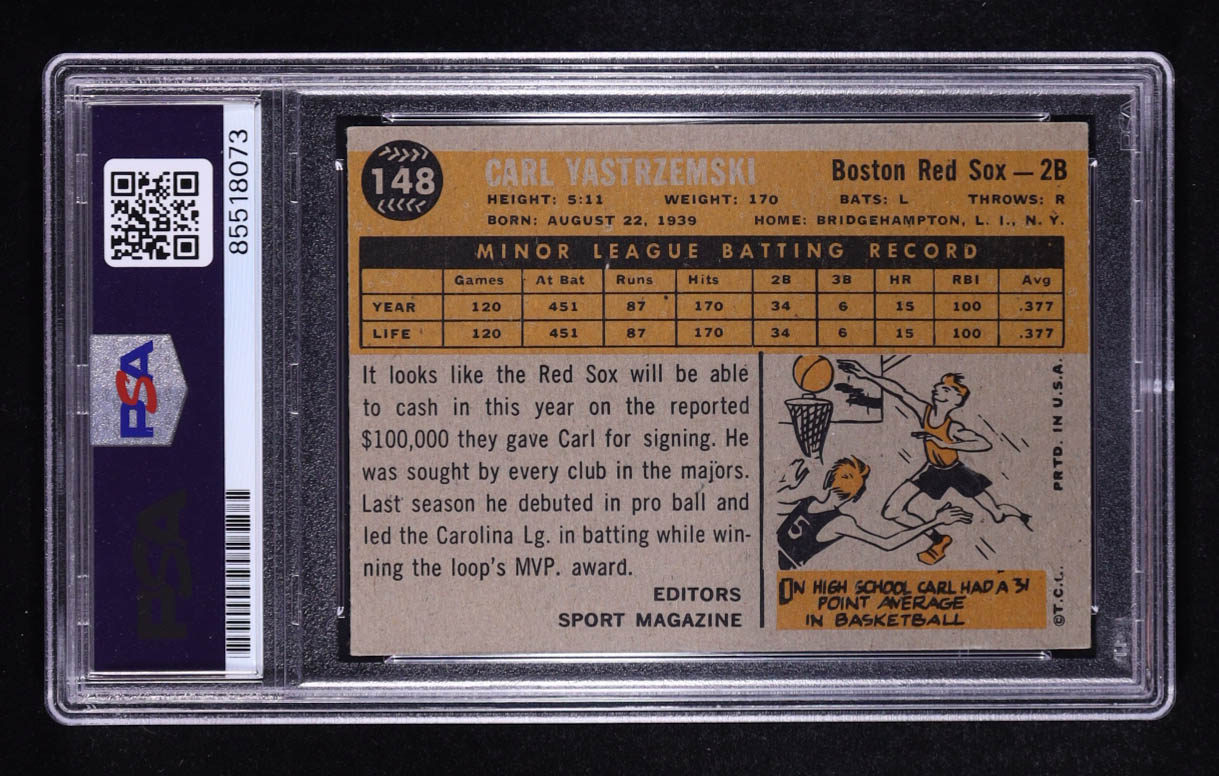 85518073
PSA
PSA
148
CARL YASTRZEMSKI
Boston Red Sox — 2B
HEIGHT: 5:11 WEIGHT: 170 BATS: L THROWS: R
BORN: AUGUST 22, 1939 HOME: BRIDGEHAMPTON, L. I., N. Y.
MINOR LEAGUE BATTING RECORD
Games At Bat Runs Hits 2B 3B HR RBI Avg
YEAR 120 451 87 170 34 6 15 100 .377
LIFE 120 451 87 170 34 6 15 100 .377
It looks like the Red Sox will be able
to cash in this year on the reported
$100,000 they gave Carl for signing. He
was sought by every club in the majors.
Last season he debuted in pro ball and
led the Carolina Lg. in batting while win-
ning the loop's MVP. award.
EDITORS
SPORT MAGAZINE
5
IN HIGH SCHOOL CARL HAD A 31
POINT AVERAGE
IN BASKETBALL
©T.C.G. PRTD. IN U.S.A.